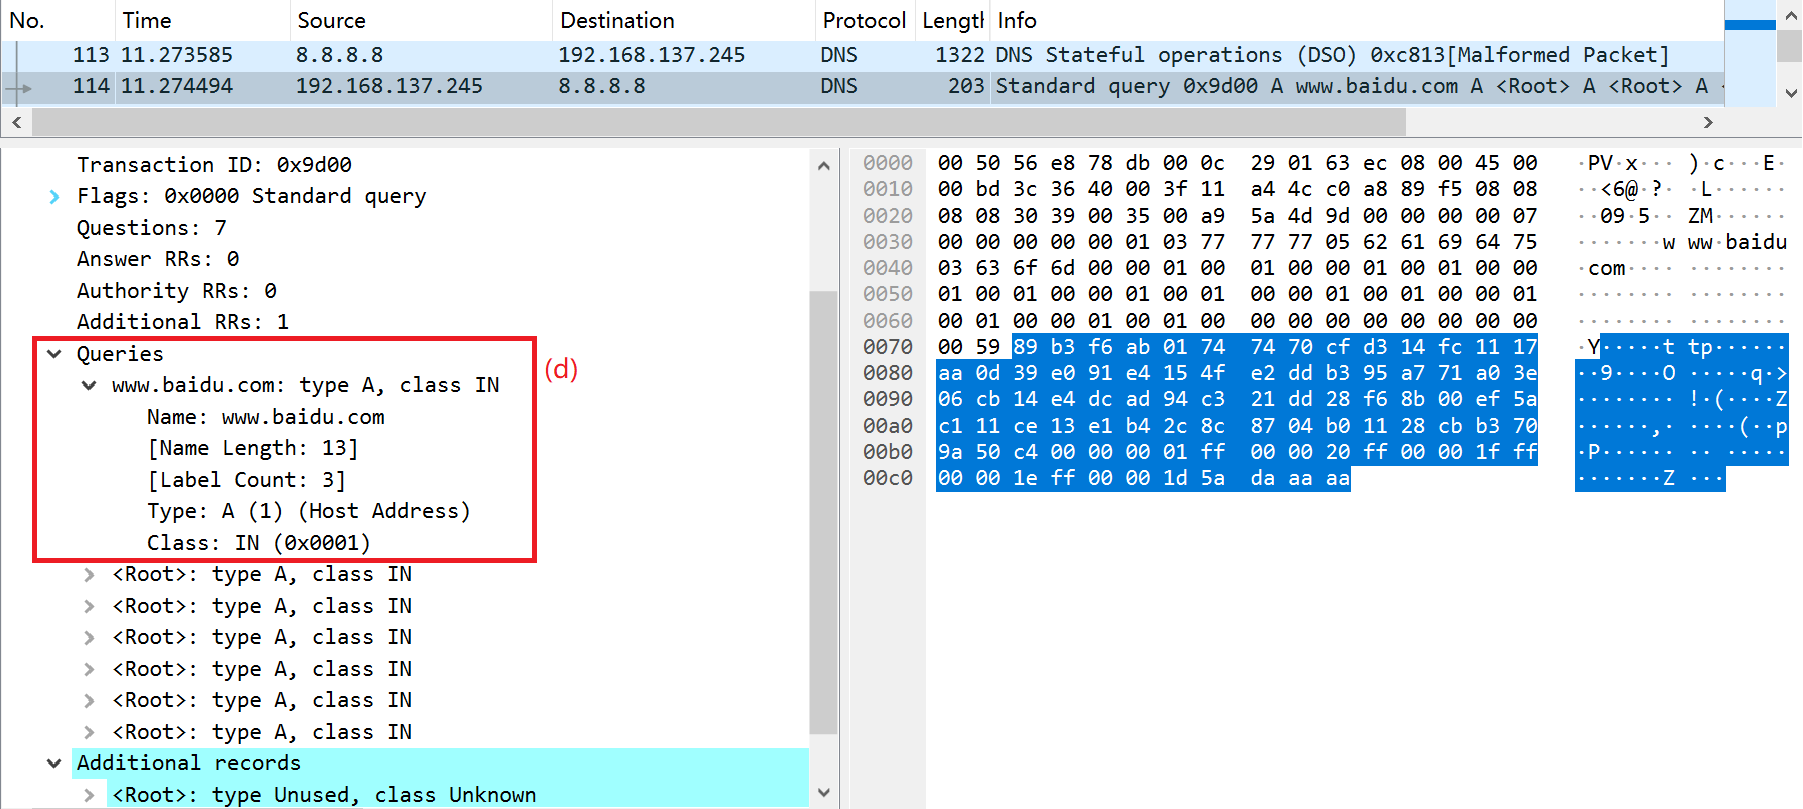 No. Time Source Destination Protocol Length Info
113 11.273585 8.8.8.8 192.168.137.245 DNS 1322 DNS Stateful operations (DSO) 0xc813[Malformed Packet]
114 11.274494 192.168.137.245 8.8.8.8 DNS 203 Standard query 0x9d00 A www.baidu.com A <Root> A <Root> A <
Transaction ID: 0x9d00
Flags: 0x0000 Standard query
Questions: 7
Answer RRs: 0
Authority RRs: 0
Additional RRs: 1
Queries
(d)
www.baidu.com: type A, class IN
Name: www.baidu.com
[Name Length: 13]
[Label Count: 3]
Type: A (1) (Host Address)
Class: IN (0x0001)
<Root>: type A, class IN
<Root>: type A, class IN
<Root>: type A, class IN
<Root>: type A, class IN
<Root>: type A, class IN
<Root>: type A, class IN
Additional records
<Root>: type Unused, class Unknown
0000 00 50 56 e8 78 db 00 0c 29 01 63 ec 08 00 45 00 ·PV·x··· )·c···E·
0010 00 bd 3c 36 40 00 3f 11 a4 4c c0 a8 89 f5 08 08 ··<6@·?· ·L······
0020 08 08 30 39 00 35 00 a9 5a 4d 9d 00 00 00 00 07 ··09·5·· ZM······
0030 00 00 00 00 00 01 03 77 77 77 05 62 61 69 64 75 ·······w ww·baidu
0040 03 63 6f 6d 00 00 01 00 01 00 00 01 00 01 00 00 ·com···· ········
0050 01 00 01 00 00 01 00 01 00 00 01 00 01 00 00 01 ········ ········
0060 00 01 00 00 01 00 01 00 00 00 00 00 00 00 00 00 ········ ········
0070 00 59 89 b3 f6 ab 01 74 74 70 cf d3 14 fc 11 17 ·Y·····t tp······
0080 aa 0d 39 e0 91 e4 15 4f e2 dd b3 95 a7 71 a0 3e ··9····O ·····q·>
0090 06 cb 14 e4 dc ad 94 c3 21 dd 28 f6 8b 00 ef 5a ········ !·(····Z
00a0 c1 11 ce 13 e1 b4 2c 8c 87 04 b0 11 28 cb b3 70 ······,· ····(··p
00b0 9a 50 c4 00 00 00 01 ff 00 00 20 ff 00 00 1f ff ·P······ ·· ·····
00c0 00 00 1e ff 00 00 1d 5a da aa aa ·······Z ···